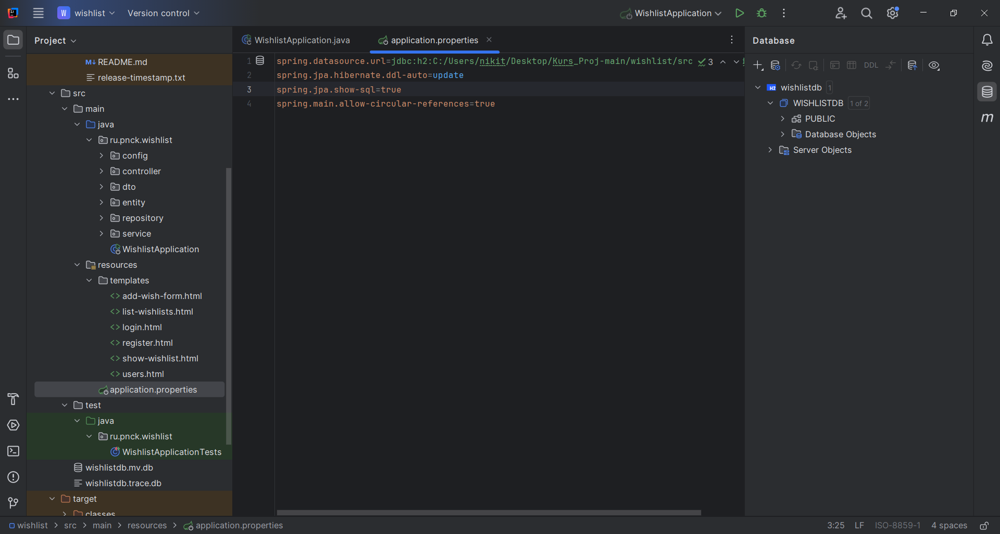 W wishlist Version control WishlistApplication
Project
WishlistApplication.java application.properties
Database
M↓ README.md
release-timestamp.txt
src
main
java
ru.pnck.wishlist
config
controller
dto
entity
repository
service
WishlistApplication
resources
templates
<> add-wish-form.html
<> list-wishlists.html
<> login.html
<> register.html
<> show-wishlist.html
<> users.html
application.properties
test
java
ru.pnck.wishlist
WishlistApplicationTests
wishlistdb.mv.db
wishlistdb.trace.db
target
classes
1 spring.datasource.url=jdbc:h2:C:/Users/nikit/Desktop/Kurs_Proj-main/wishlist/src 3
2 spring.jpa.hibernate.ddl-auto=update
3 spring.jpa.show-sql=true
4 spring.main.allow-circular-references=true
DDL
H2 wishlistdb 1
WISHLISTDB 1 of 2
PUBLIC
Database Objects
Server Objects
m
wishlist > src > main > resources > application.properties
3:25 LF ISO-8859-1 4 spaces